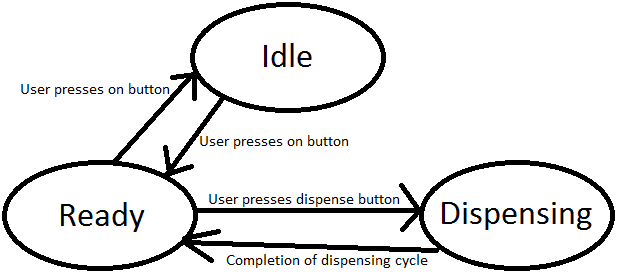 Idle
User presses on button
User presses on button
Ready
User presses dispense button
Dispensing
Completion of dispensing cycle